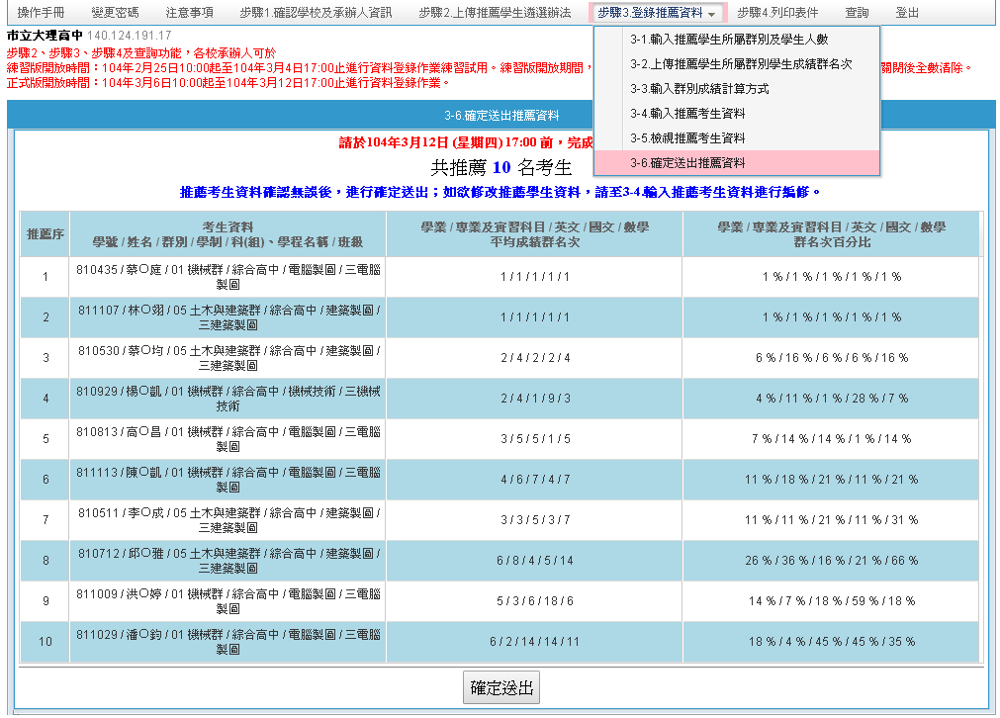 操作手冊 變更密碼 注意事項 步驟1.確認學校及承辦人資訊 步驟2.上傳推薦學生遴選辦法 步驟3.登錄推薦資料 步驟4.列印表件 查詢 登出
市立大理高中 140.124.191.17
步驟2、步驟3、步驟4及查詢功能，各校承辦人可於
練習版開放時間：104年2月25日10:00起至104年3月4日17:00止進行資料登錄作業練習試用。練習版開放期間， 關閉後全數清除。
正式版開放時間：104年3月6日10:00起至104年3月12日17:00止進行資料登錄作業。
3-1.輸入推薦學生所屬群別及學生人數
3-2.上傳推薦學生所屬群別學生成績群名次
3-3.輸入群別成績計算方式
3-4.輸入推薦考生資料
3-5.檢視推薦考生資料
3-6.確定送出推薦資料
3-6.確定送出推薦資料
請於104年3月12日 (星期四) 17:00 前，完成
共推薦 10 名考生
推薦考生資料確認無誤後，進行確定送出；如欲修改推薦學生資料，請至3-4.輸入推薦考生資料進行編修。
推薦序
考生資料
學號 / 姓名 / 群別 / 學制 / 科(組)、學程名稱 / 班級
學業 / 專業及實習科目 / 英文 / 國文 / 數學
平均成績群名次
學業 / 專業及實習科目 / 英文 / 國文 / 數學
群名次百分比
1
810435 / 蔡○庭 / 01 機械群 / 綜合高中 / 電腦製圖 / 三電腦
製圖
1 / 1 / 1 / 1 / 1
1 % / 1 % / 1 % / 1 % / 1 %
2
811107 / 林○翊 / 05 土木與建築群 / 綜合高中 / 建築製圖 /
三建築製圖
1 / 1 / 1 / 1 / 1
1 % / 1 % / 1 % / 1 % / 1 %
3
810530 / 蔡○均 / 05 土木與建築群 / 綜合高中 / 建築製圖 /
三建築製圖
2 / 4 / 2 / 2 / 4
6 % / 16 % / 6 % / 6 % / 16 %
4
810929 / 楊○凱 / 01 機械群 / 綜合高中 / 機械技術 / 三機械
技術
2 / 4 / 1 / 9 / 3
4 % / 11 % / 1 % / 28 % / 7 %
5
810813 / 高○昌 / 01 機械群 / 綜合高中 / 電腦製圖 / 三電腦
製圖
3 / 5 / 5 / 1 / 5
7 % / 14 % / 14 % / 1 % / 14 %
6
811113 / 陳○凱 / 01 機械群 / 綜合高中 / 電腦製圖 / 三電腦
製圖
4 / 6 / 7 / 4 / 7
11 % / 18 % / 21 % / 11 % / 21 %
7
810511 / 李○成 / 05 土木與建築群 / 綜合高中 / 建築製圖 /
三建築製圖
3 / 3 / 5 / 3 / 7
11 % / 11 % / 21 % / 11 % / 31 %
8
810712 / 邱○雅 / 05 土木與建築群 / 綜合高中 / 建築製圖 /
三建築製圖
6 / 8 / 4 / 5 / 14
26 % / 36 % / 16 % / 21 % / 66 %
9
811009 / 洪○婷 / 01 機械群 / 綜合高中 / 電腦製圖 / 三電腦
製圖
5 / 3 / 6 / 18 / 6
14 % / 7 % / 18 % / 59 % / 18 %
10
811029 / 潘○鈞 / 01 機械群 / 綜合高中 / 電腦製圖 / 三電腦
製圖
6 / 2 / 14 / 14 / 11
18 % / 4 % / 45 % / 45 % / 35 %
確定送出